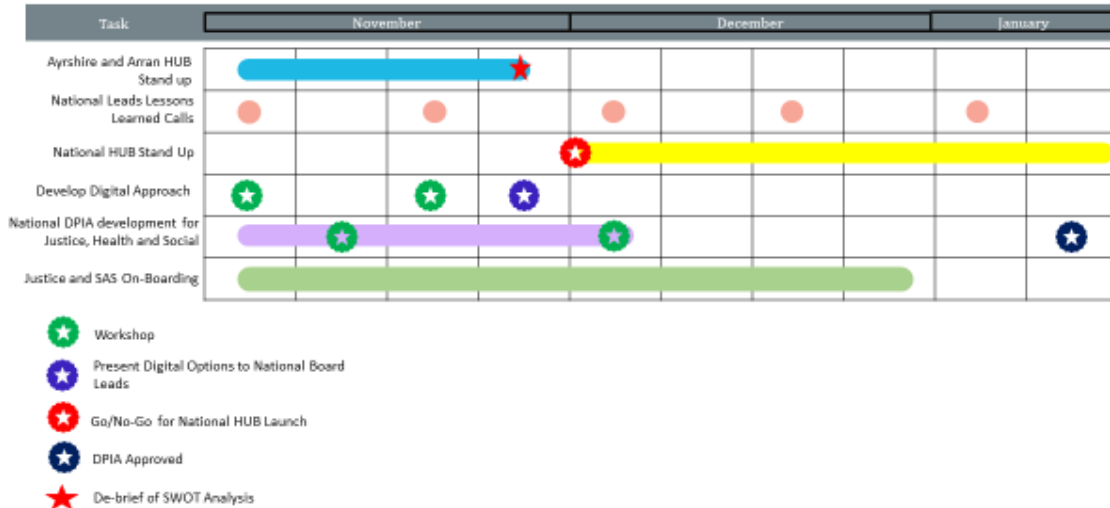 Task November December January
Ayrshire and Arran HUB
Stand up
National Leads Lessons
Learned Calls
National HUB Stand Up
Develop Digital Approach
National DPIA development for
Justice, Health and Social
Justice and SAS On-Boarding
Workshop
Present Digital Options to National Board
Leads
Go/No-Go for National HUB Launch
DPIA Approved
De-brief of SWOT Analysis